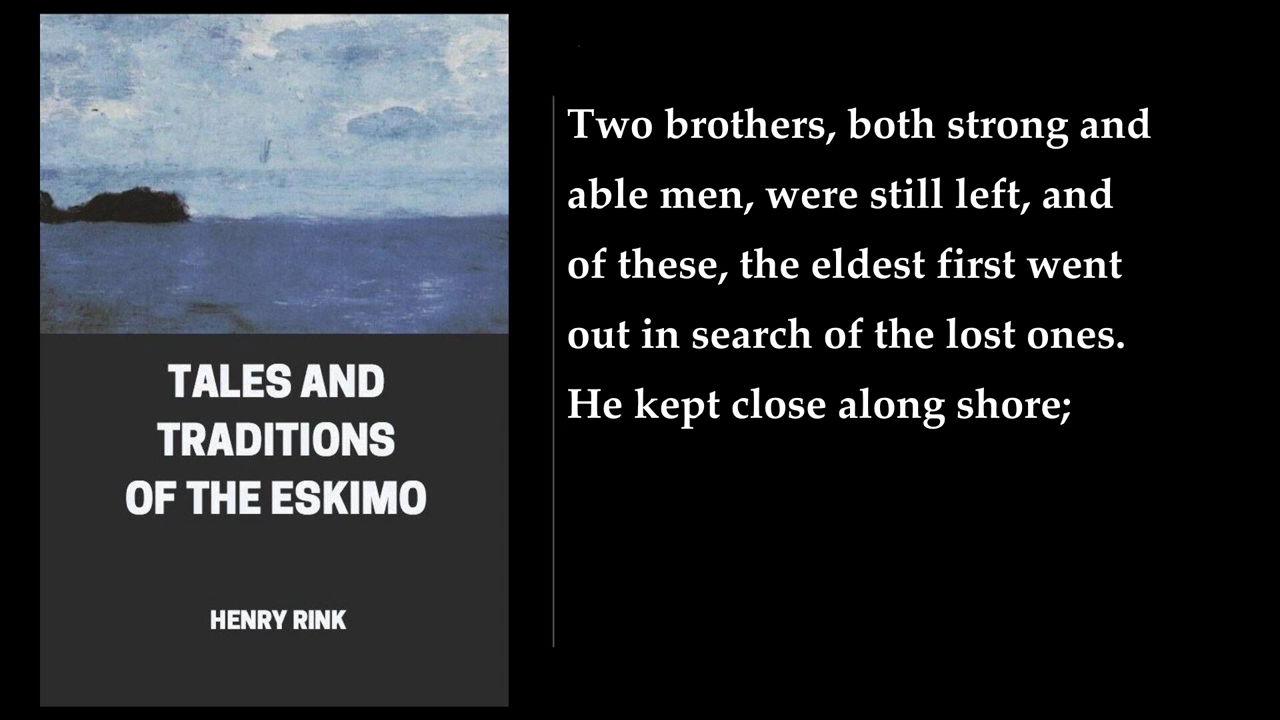 TALES AND
TRADITIONS
OF THE ESKIMO
HENRY RINK
Two brothers, both strong and
able men, were still left, and
of these, the eldest first went
out in search of the lost ones.
He kept close along shore;